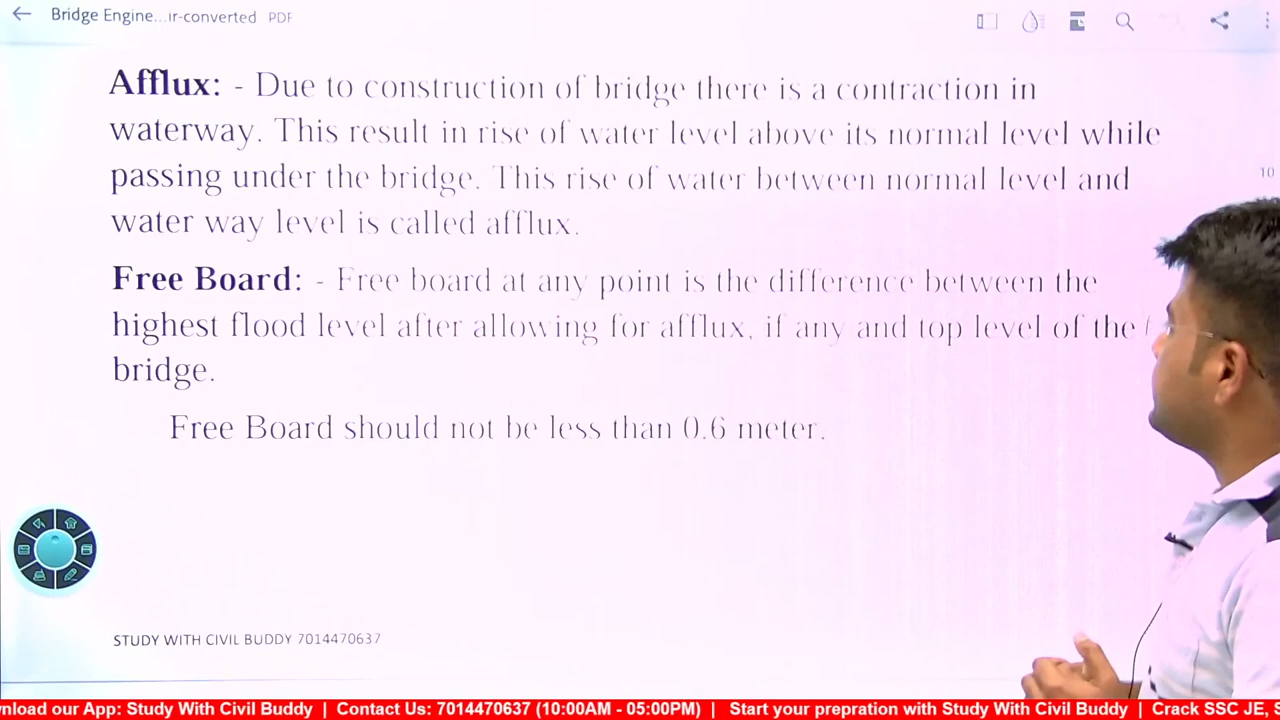 Bridge Engine...ir-converted PDF
Afflux: - Due to construction of bridge there is a contraction in
waterway. This result in rise of water level above its normal level while
passing under the bridge. This rise of water between normal level and
water way level is called afflux.
10
Free Board: - Free board at any point is the difference between the
highest flood level after allowing for afflux, if any and top level of the
bridge.
Free Board should not be less than 0.6 meter.
STUDY WITH CIVIL BUDDY 7014470637
nload our App: Study With Civil Buddy | Contact Us: 7014470637 (10:00AM - 05:00PM) | Start your prepration with Study With Civil Buddy | Crack SSC JE, S